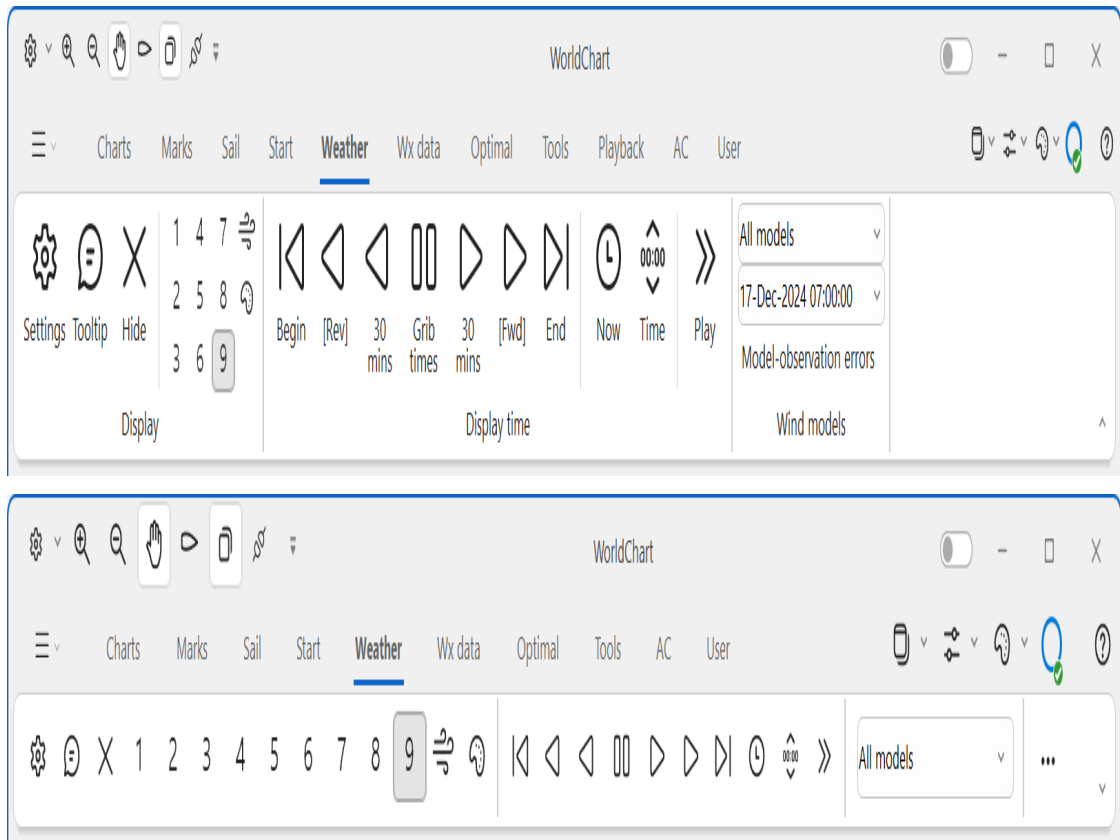 WorldChart
Charts Marks Sail Start Weather Wx data Optimal Tools Playback AC User
1 4 7
2 5 8
3 6 9
Settings Tooltip Hide
Begin [Rev] 30 mins Grib times 30 mins [Fwd] End
00:00
Now Time Play
All models
17-Dec-2024 07:00:00
Model-observation errors
Display Display time Wind models
WorldChart
Charts Marks Sail Start Weather Wx data Optimal Tools AC User
1 2 3 4 5 6 7 8 9 00:00 All models ...